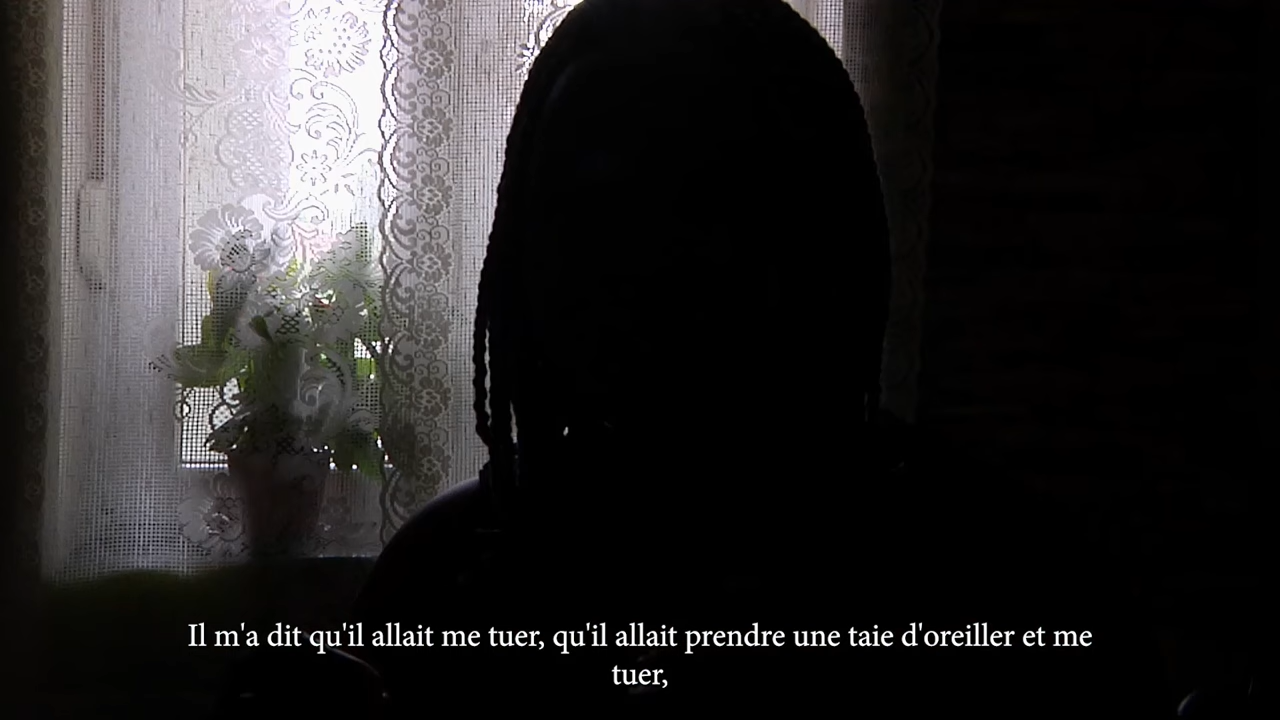 Il m'a dit qu'il allait me tuer, qu'il allait prendre une taie d'oreiller et me
tuer,